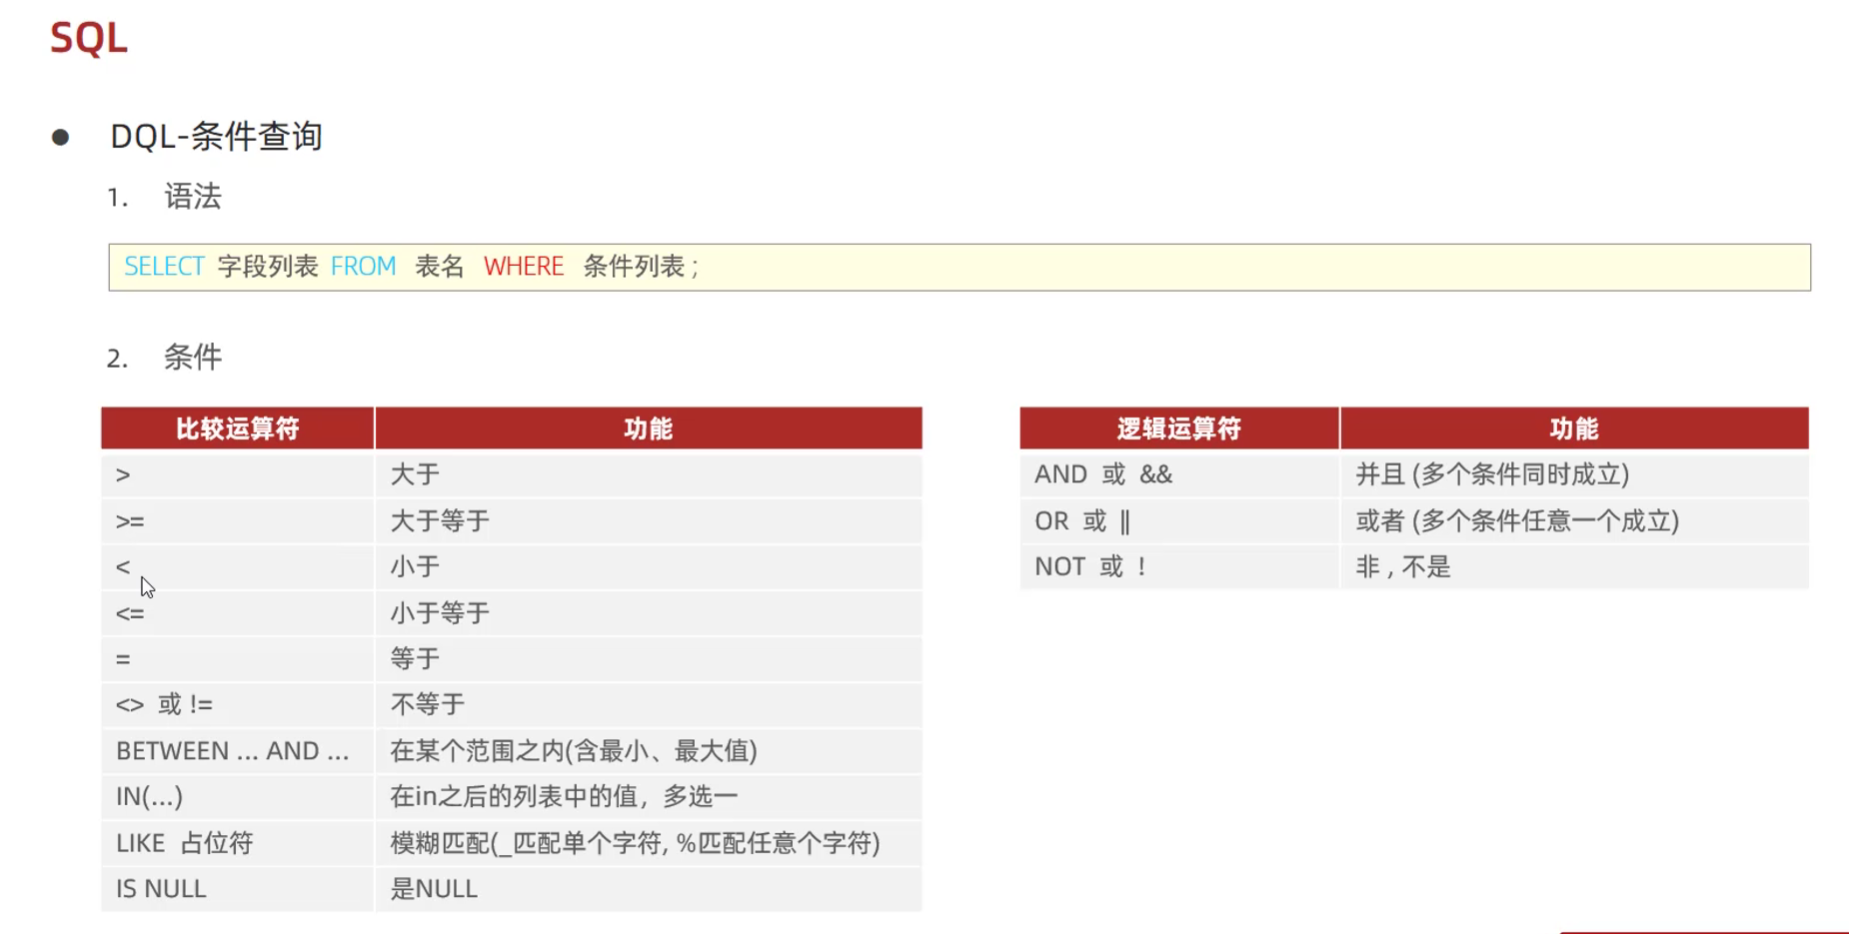 SQL
● DQL-条件查询
1. 语法
SELECT 字段列表 FROM 表名 WHERE 条件列表 ;
2. 条件
比较运算符 功能
> 大于
>= 大于等于
< 小于
<= 小于等于
= 等于
<> 或 != 不等于
BETWEEN ... AND ... 在某个范围之内(含最小、最大值)
IN(...) 在in之后的列表中的值，多选一
LIKE 占位符 模糊匹配(_匹配单个字符, %匹配任意个字符)
IS NULL 是NULL
逻辑运算符 功能
AND 或 && 并且 (多个条件同时成立)
OR 或 || 或者 (多个条件任意一个成立)
NOT 或 ! 非 , 不是